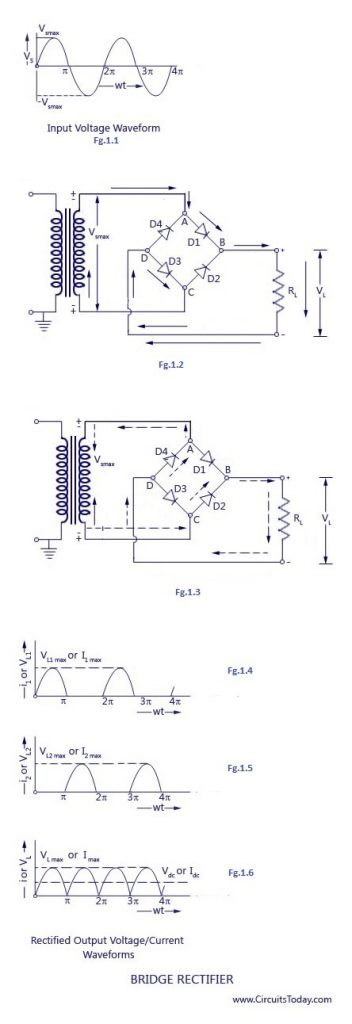 Vsmax
Vs
π 2π 3π 4π
wt
-Vsmax
Input Voltage Waveform
Fg.1.1
+
-
Vsmax
-
+
A
D4 D1
D B
D3 D2
C
+
RL VL
-
Fg.1.2
+
-
Vsmax
-
+
A
D4 D1
D B
D3 D2
C
+
RL VL
-
Fg.1.3
i1 or VL1
VL1 max or I1 max
π 2π 3π 4π
wt
Fg.1.4
i2 or VL2
VL2 max or I2 max
π 2π 3π 4π
wt
Fg.1.5
i or VL
VL max or Imax
Vdc or Idc
π 2π 3π 4π
wt
Fg.1.6
Rectified Output Voltage/Current
Waveforms
BRIDGE RECTIFIER
www.CircuitsToday.com